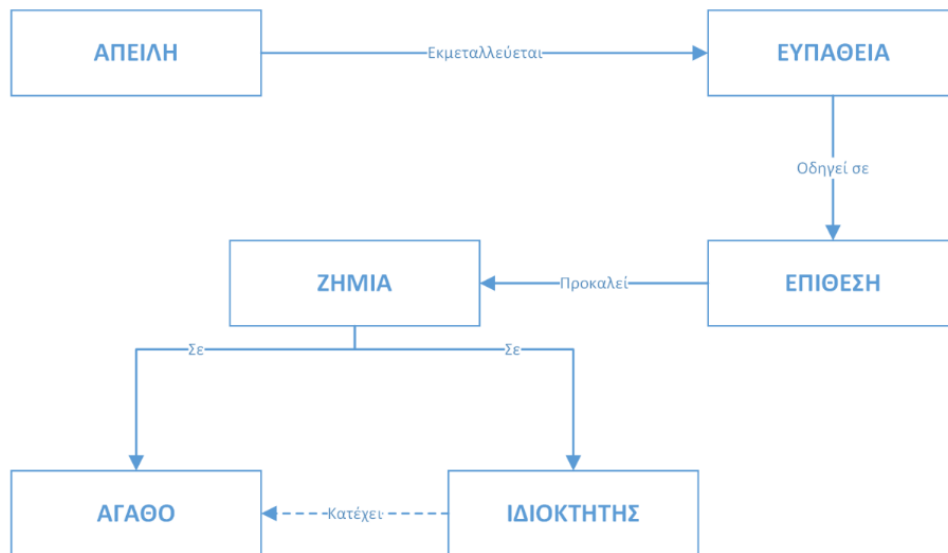 ΑΠΕΙΛΗ
Εκμεταλλεύεται
ΕΥΠΑΘΕΙΑ
Οδηγεί σε
ΖΗΜΙΑ
Προκαλεί
ΕΠΙΘΕΣΗ
Σε
Σε
ΑΓΑΘΟ
Κατέχει
ΙΔΙΟΚΤΗΤΗΣ